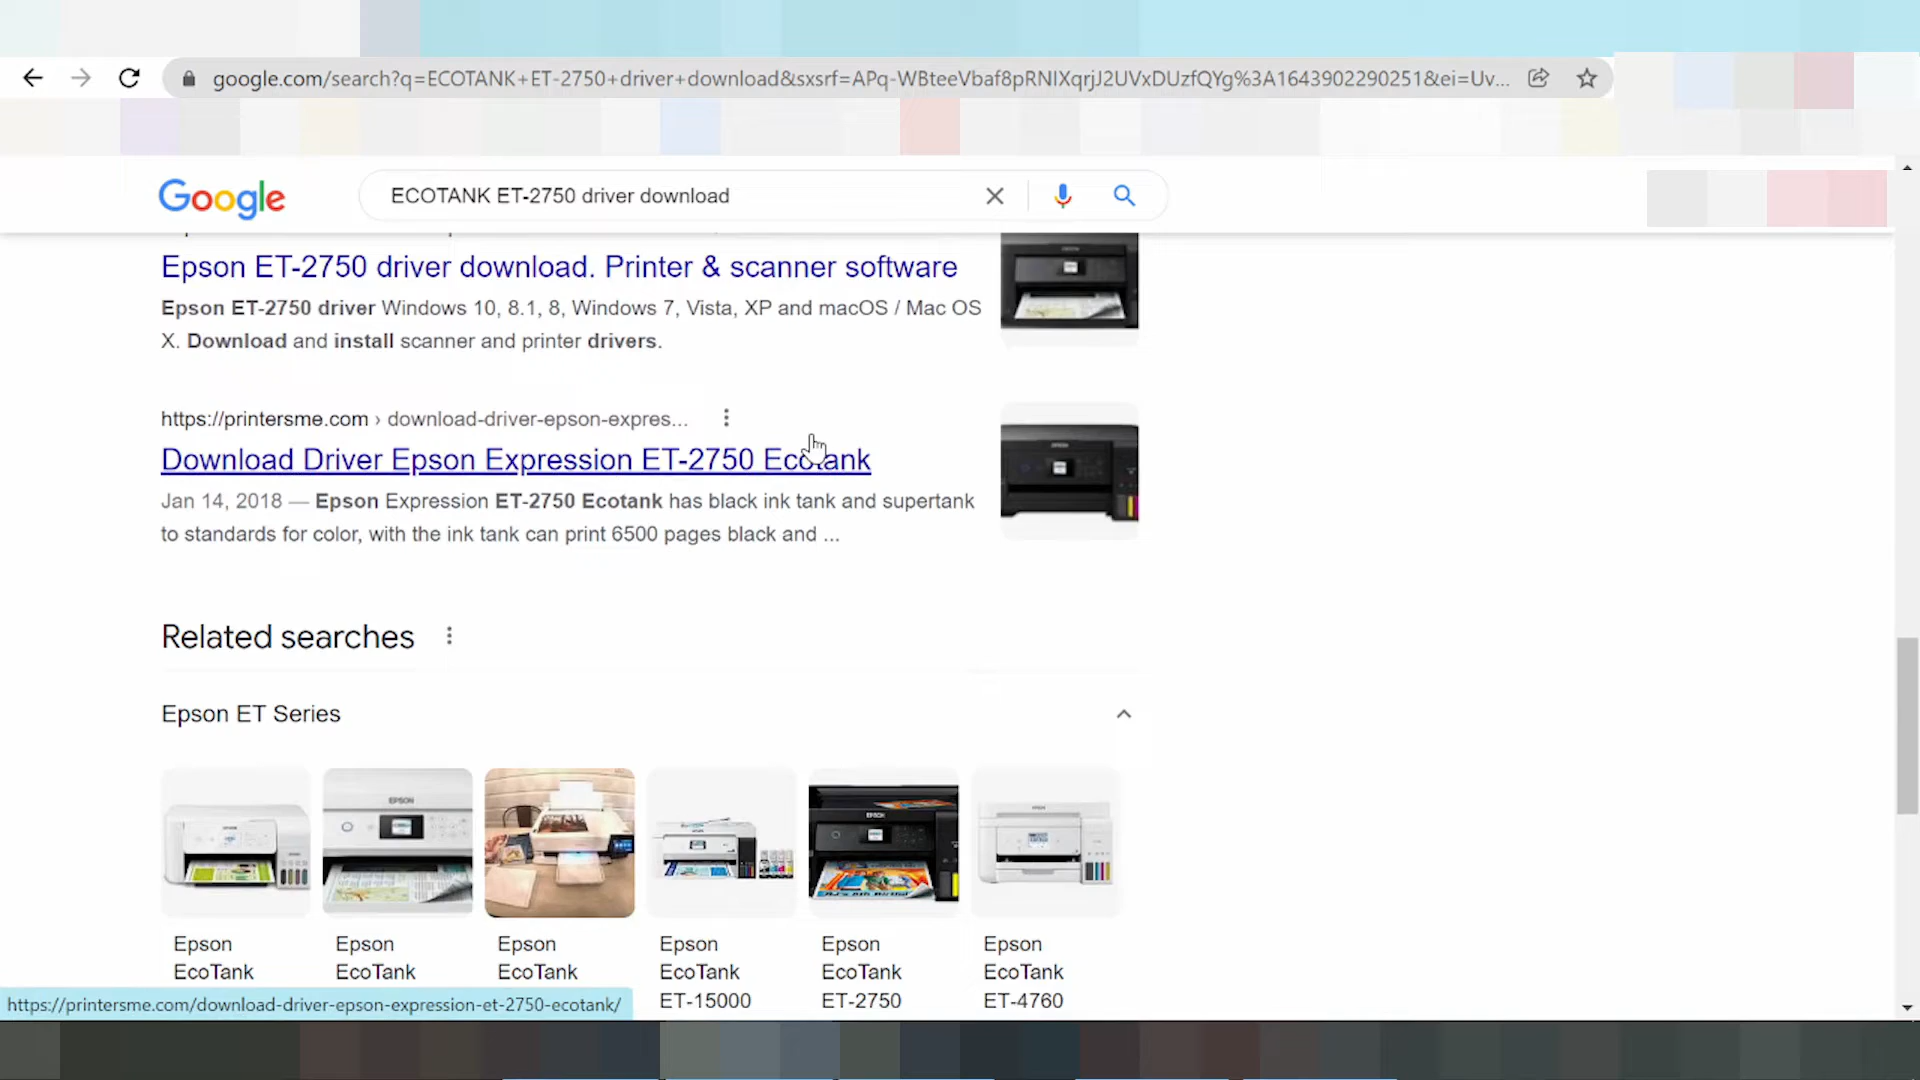 google.com/search?q=ECOTANK+ET-2750+driver+download&sxsrf=APq-WBteeVbaf8pRNIXqrjJ2UVxDUzfQYg%3A1643902290251&ei=Uv...
Google
ECOTANK ET-2750 driver download
Epson ET-2750 driver download. Printer & scanner software
Epson ET-2750 driver Windows 10, 8.1, 8, Windows 7, Vista, XP and macOS / Mac OS
X. Download and install scanner and printer drivers.
https://printersme.com › download-driver-epson-expres...
Download Driver Epson Expression ET-2750 Ecotank
Jan 14, 2018 — Epson Expression ET-2750 Ecotank has black ink tank and supertank
to standards for color, with the ink tank can print 6500 pages black and ...
Related searches
Epson ET Series
EPSON
Epson
EcoTank
Epson
EcoTank
Epson
EcoTank
Epson
EcoTank
ET-15000
Epson
EcoTank
ET-2750
Epson
EcoTank
ET-4760
https://printersme.com/download-driver-epson-expression-et-2750-ecotank/